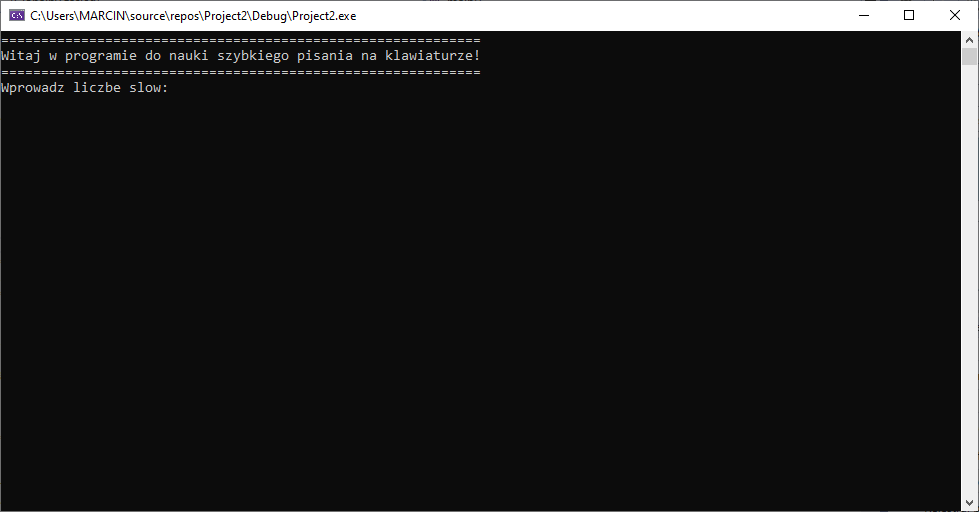 C:\Users\MARCIN\source\repos\Project2\Debug\Project2.exe
============================================================
Witaj w programie do nauki szybkiego pisania na klawiaturze!
============================================================
Wprowadz liczbe slow: